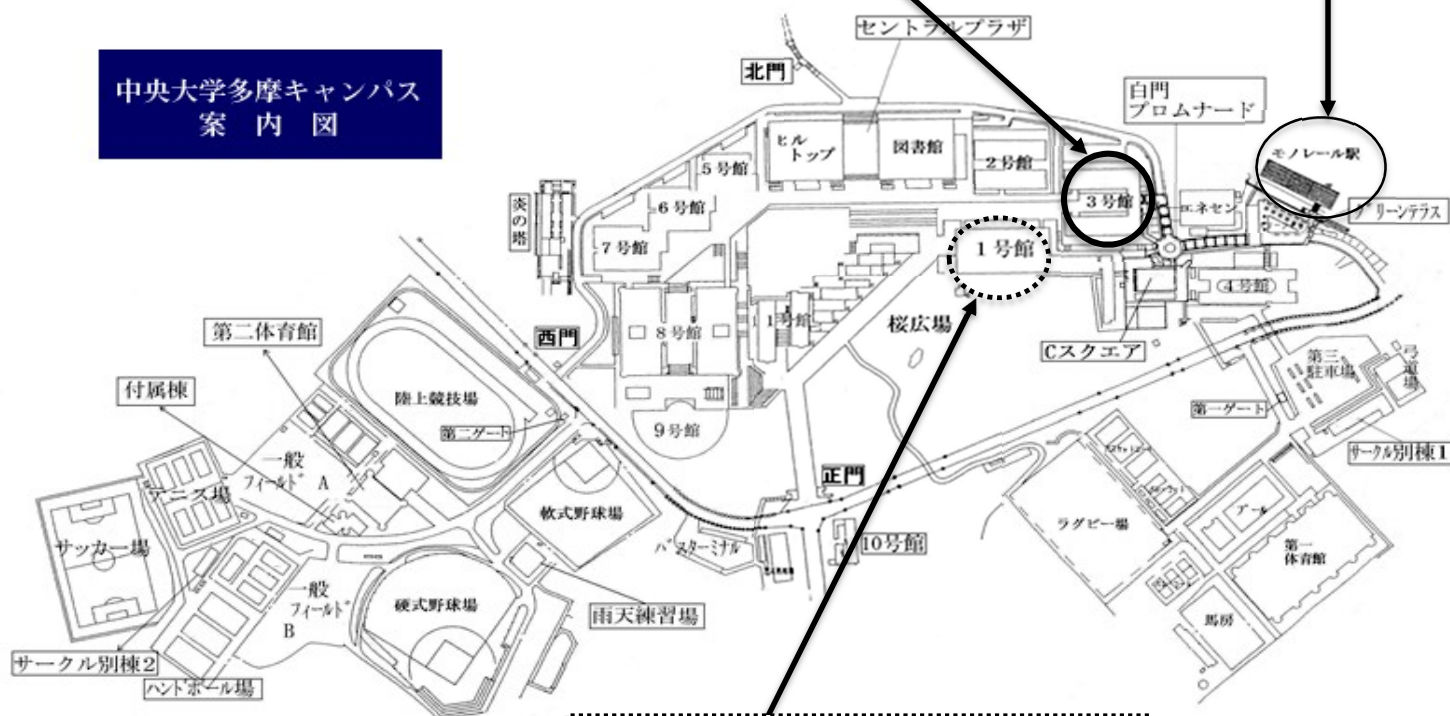 中央大学多摩キャンパス
案 内 図
セントラルプラザ
北門
白門
プロムナード
モノレール駅
ヒル
トップ
図書館
2号館
5号館
3号館
エネセン
グリーンテラス
炎の塔
6号館
7号館
1号館
4号館
8号館
11号館
桜広場
Cスクエア
西門
第二体育館
付属棟
陸上競技場
第二ゲート
9号館
第三
駐車場
弓道場
第一ゲート
サークル別棟1
一般
フィールド A
テニス場
正門
軟式野球場
バスターミナル
10号館
ラグビー場
プール
第一
体育館
サッカー場
一般
フィールド
B
硬式野球場
雨天練習場
馬房
サークル別棟2
ハンドボール場